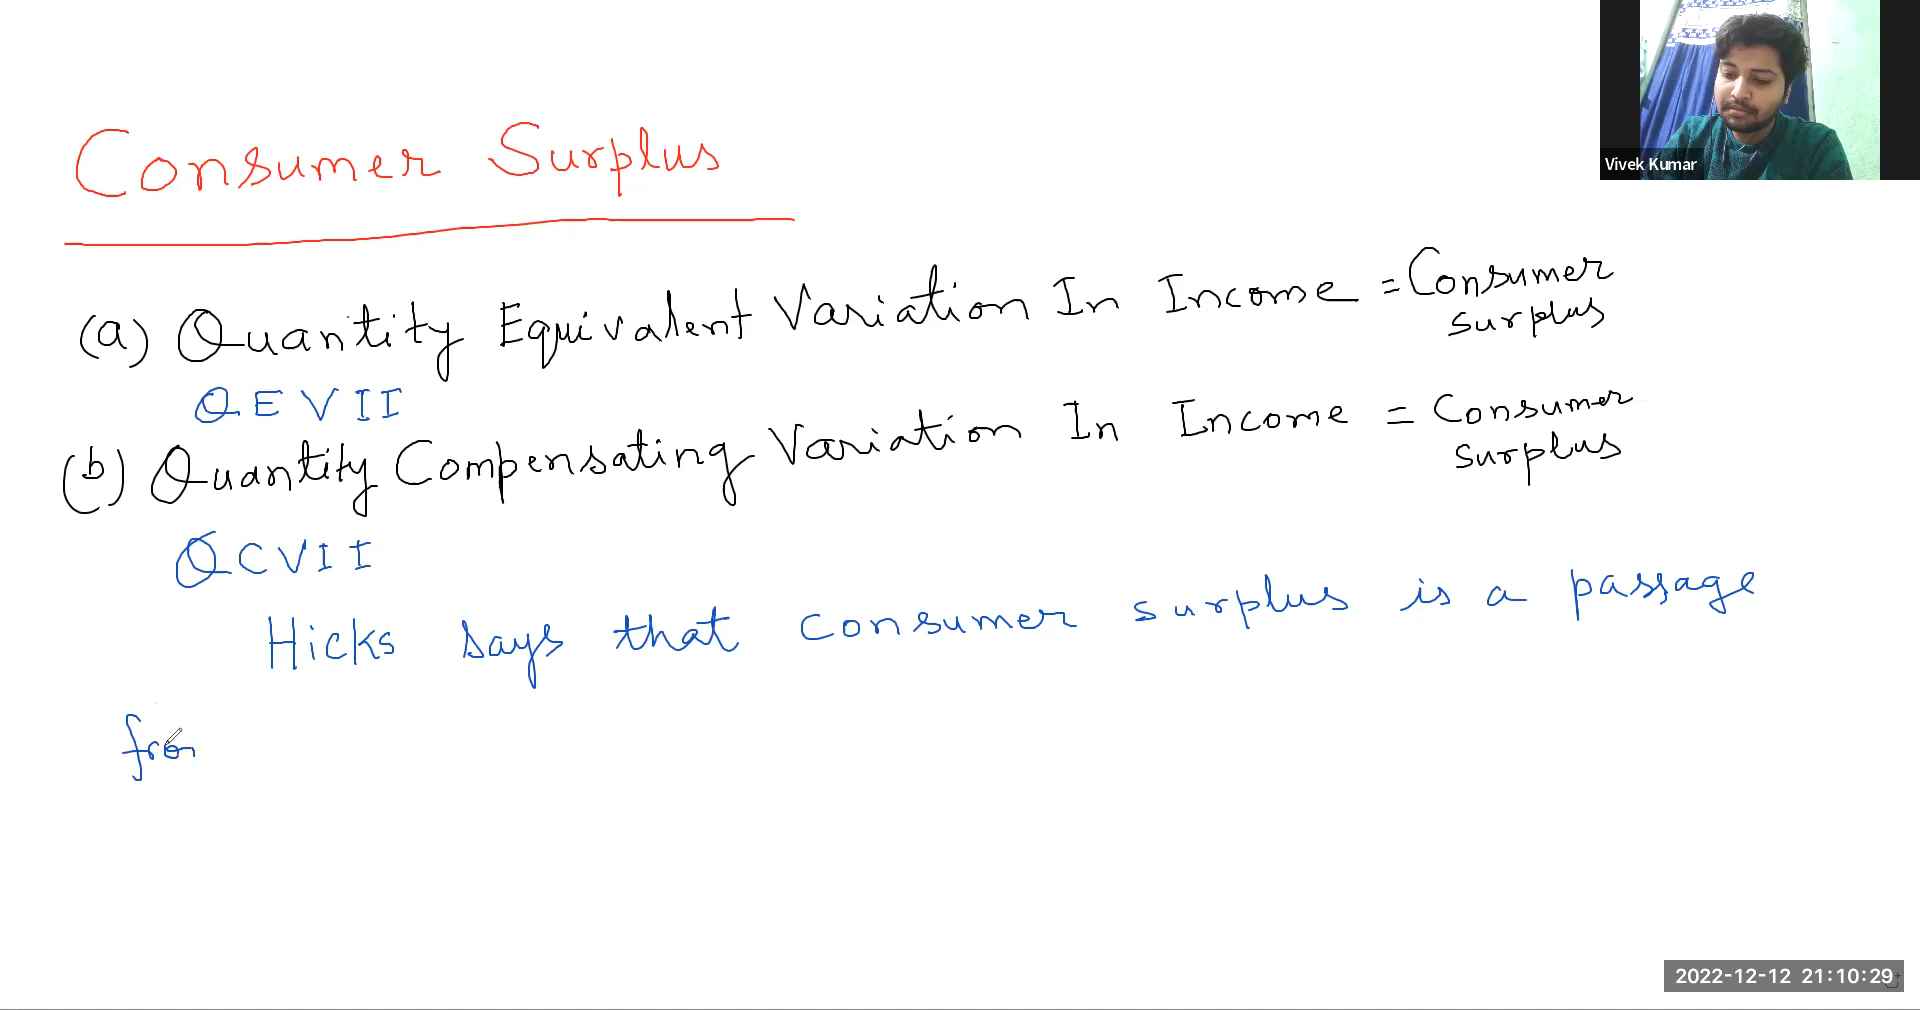 Vivek Kumar
Consumer Surplus
(a) Quantity Equivalent Variation In Income = Consumer
surplus
QEVII
(b) Quantity Compensating Variation In Income = Consumer
surplus
QCVII
Hicks says that consumer surplus is a passage
from
2022-12-12 21:10:29